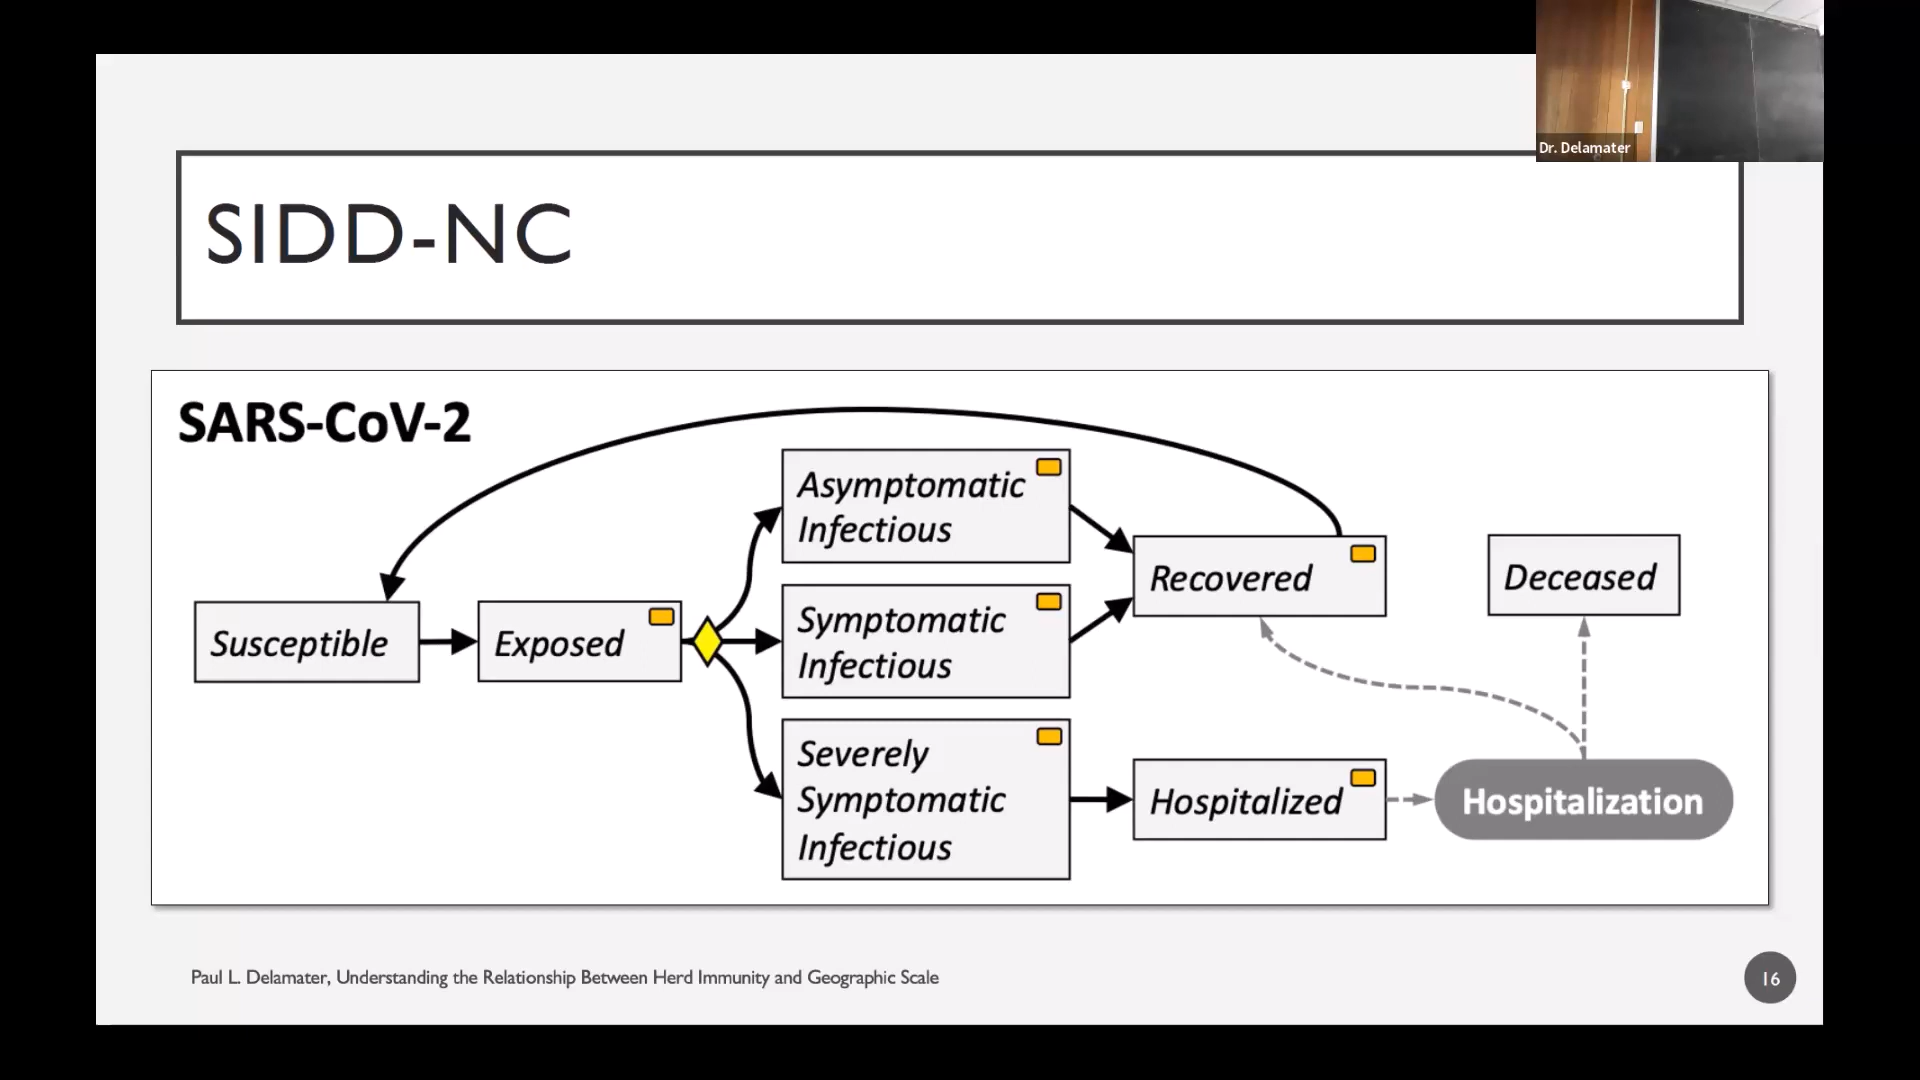 Dr. Delamater
SIDD-NC
SARS-CoV-2
Susceptible
Exposed
Asymptomatic
Infectious
Symptomatic
Infectious
Severely
Symptomatic
Infectious
Recovered
Hospitalized
Deceased
Hospitalization
Paul L. Delamater, Understanding the Relationship Between Herd Immunity and Geographic Scale
16